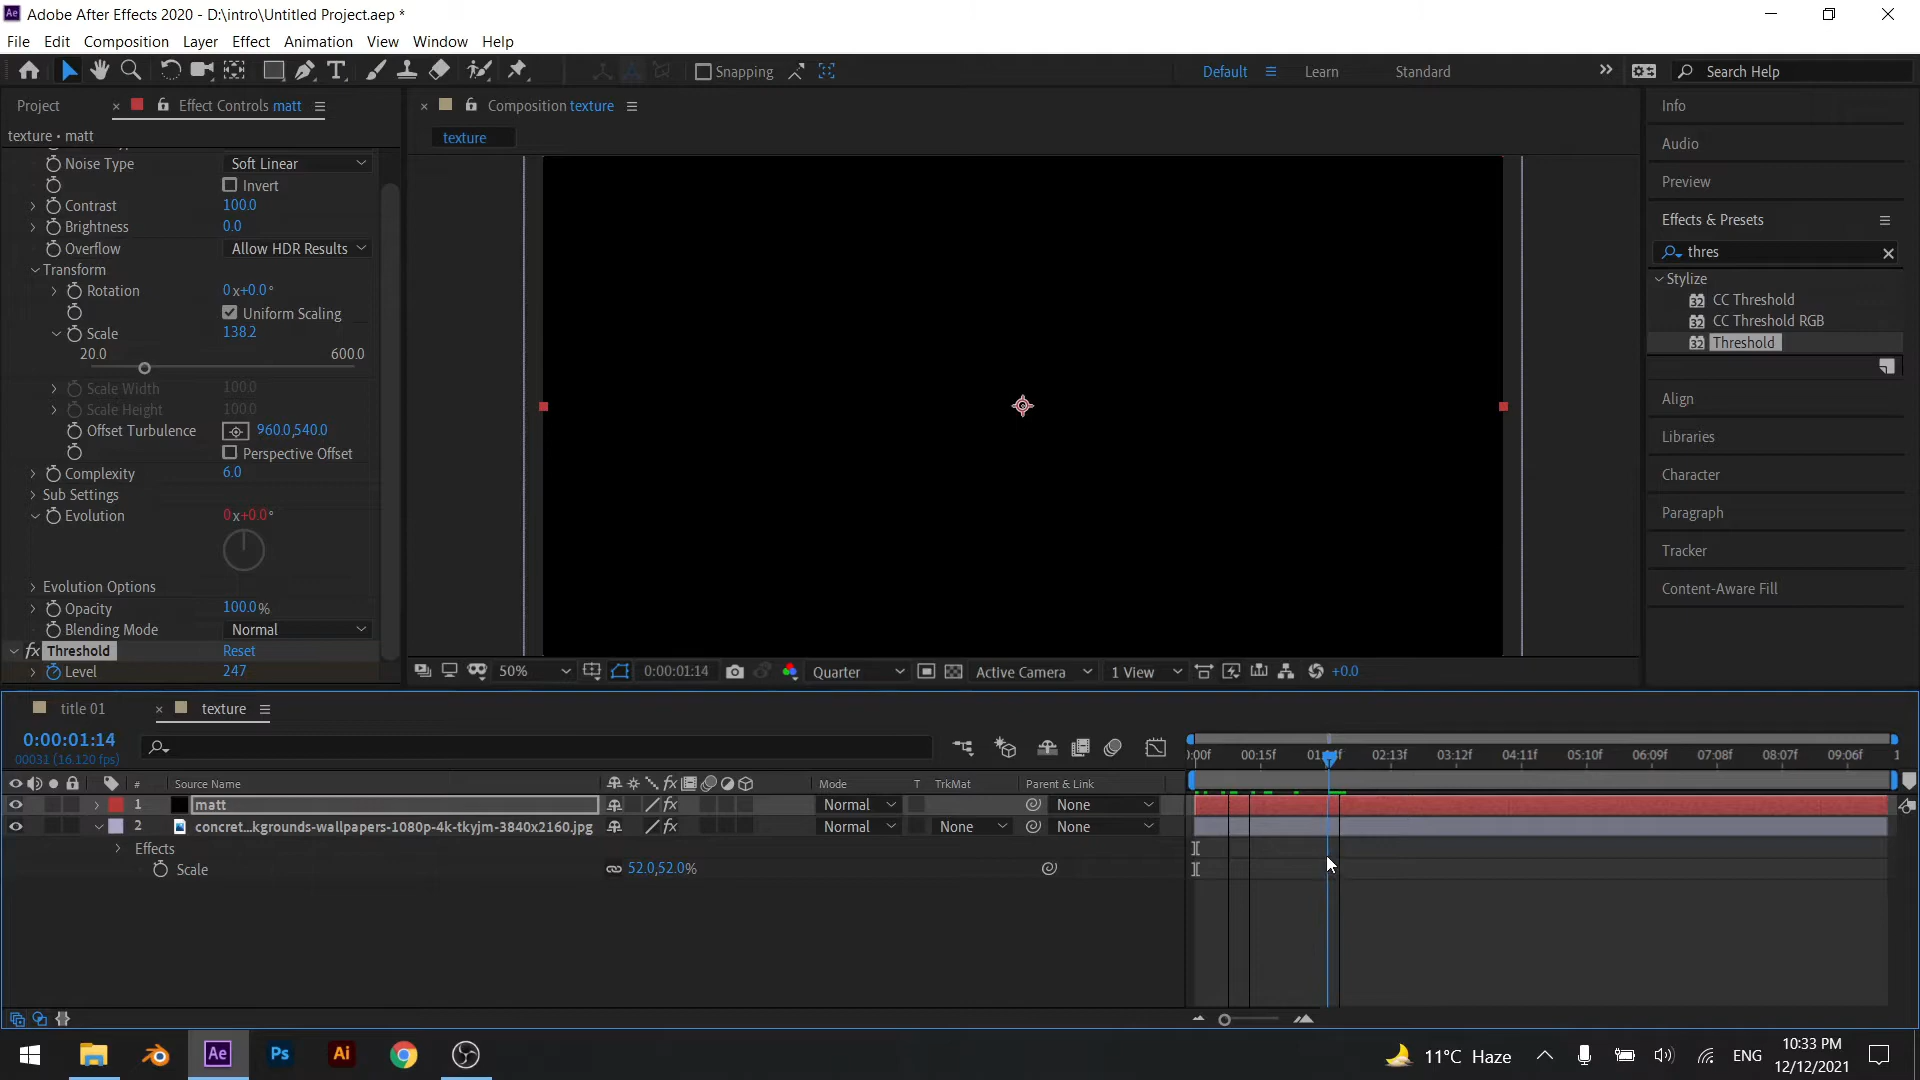 Adobe After Effects 2020 - D:\intro\Untitled Project.aep *
File Edit Composition Layer Effect Animation View Window Help
Snapping Default Learn Standard Search Help
Project Effect Controls matt
texture • matt
Noise Type Soft Linear
Invert
Contrast 100.0
Brightness 0.0
Overflow Allow HDR Results
Transform
Rotation 0x+0.0°
Uniform Scaling
Scale 138.2
20.0 600.0
Scale Width 100.0
Scale Height 100.0
Offset Turbulence 960.0,540.0
Perspective Offset
Complexity 6.0
Sub Settings
Evolution 0x+0.0°
Evolution Options
Opacity 100.0%
Blending Mode Normal
fx Threshold Reset
Level 247
Composition texture
texture
50% 0:00:01:14 Quarter Active Camera 1 View +0.0
Info
Audio
Preview
Effects & Presets
thres
Stylize
32 CC Threshold
32 CC Threshold RGB
32 Threshold
Align
Libraries
Character
Paragraph
Tracker
Content-Aware Fill
title 01 texture
0:00:01:14
00031 (16.120 fps)
# Source Name fx Mode T TrkMat Parent & Link
00:15f 02:13f 03:12f 04:11f 05:10f 06:09f 07:08f 08:07f 09:06f
1 matt fx Normal None
2 concret...kgrounds-wallpapers-1080p-4k-tkyjm-3840x2160.jpg fx Normal None None
Effects
Scale 52.0,52.0%
Ae Ps Ai
11°C Haze ENG
10:33 PM
12/12/2021